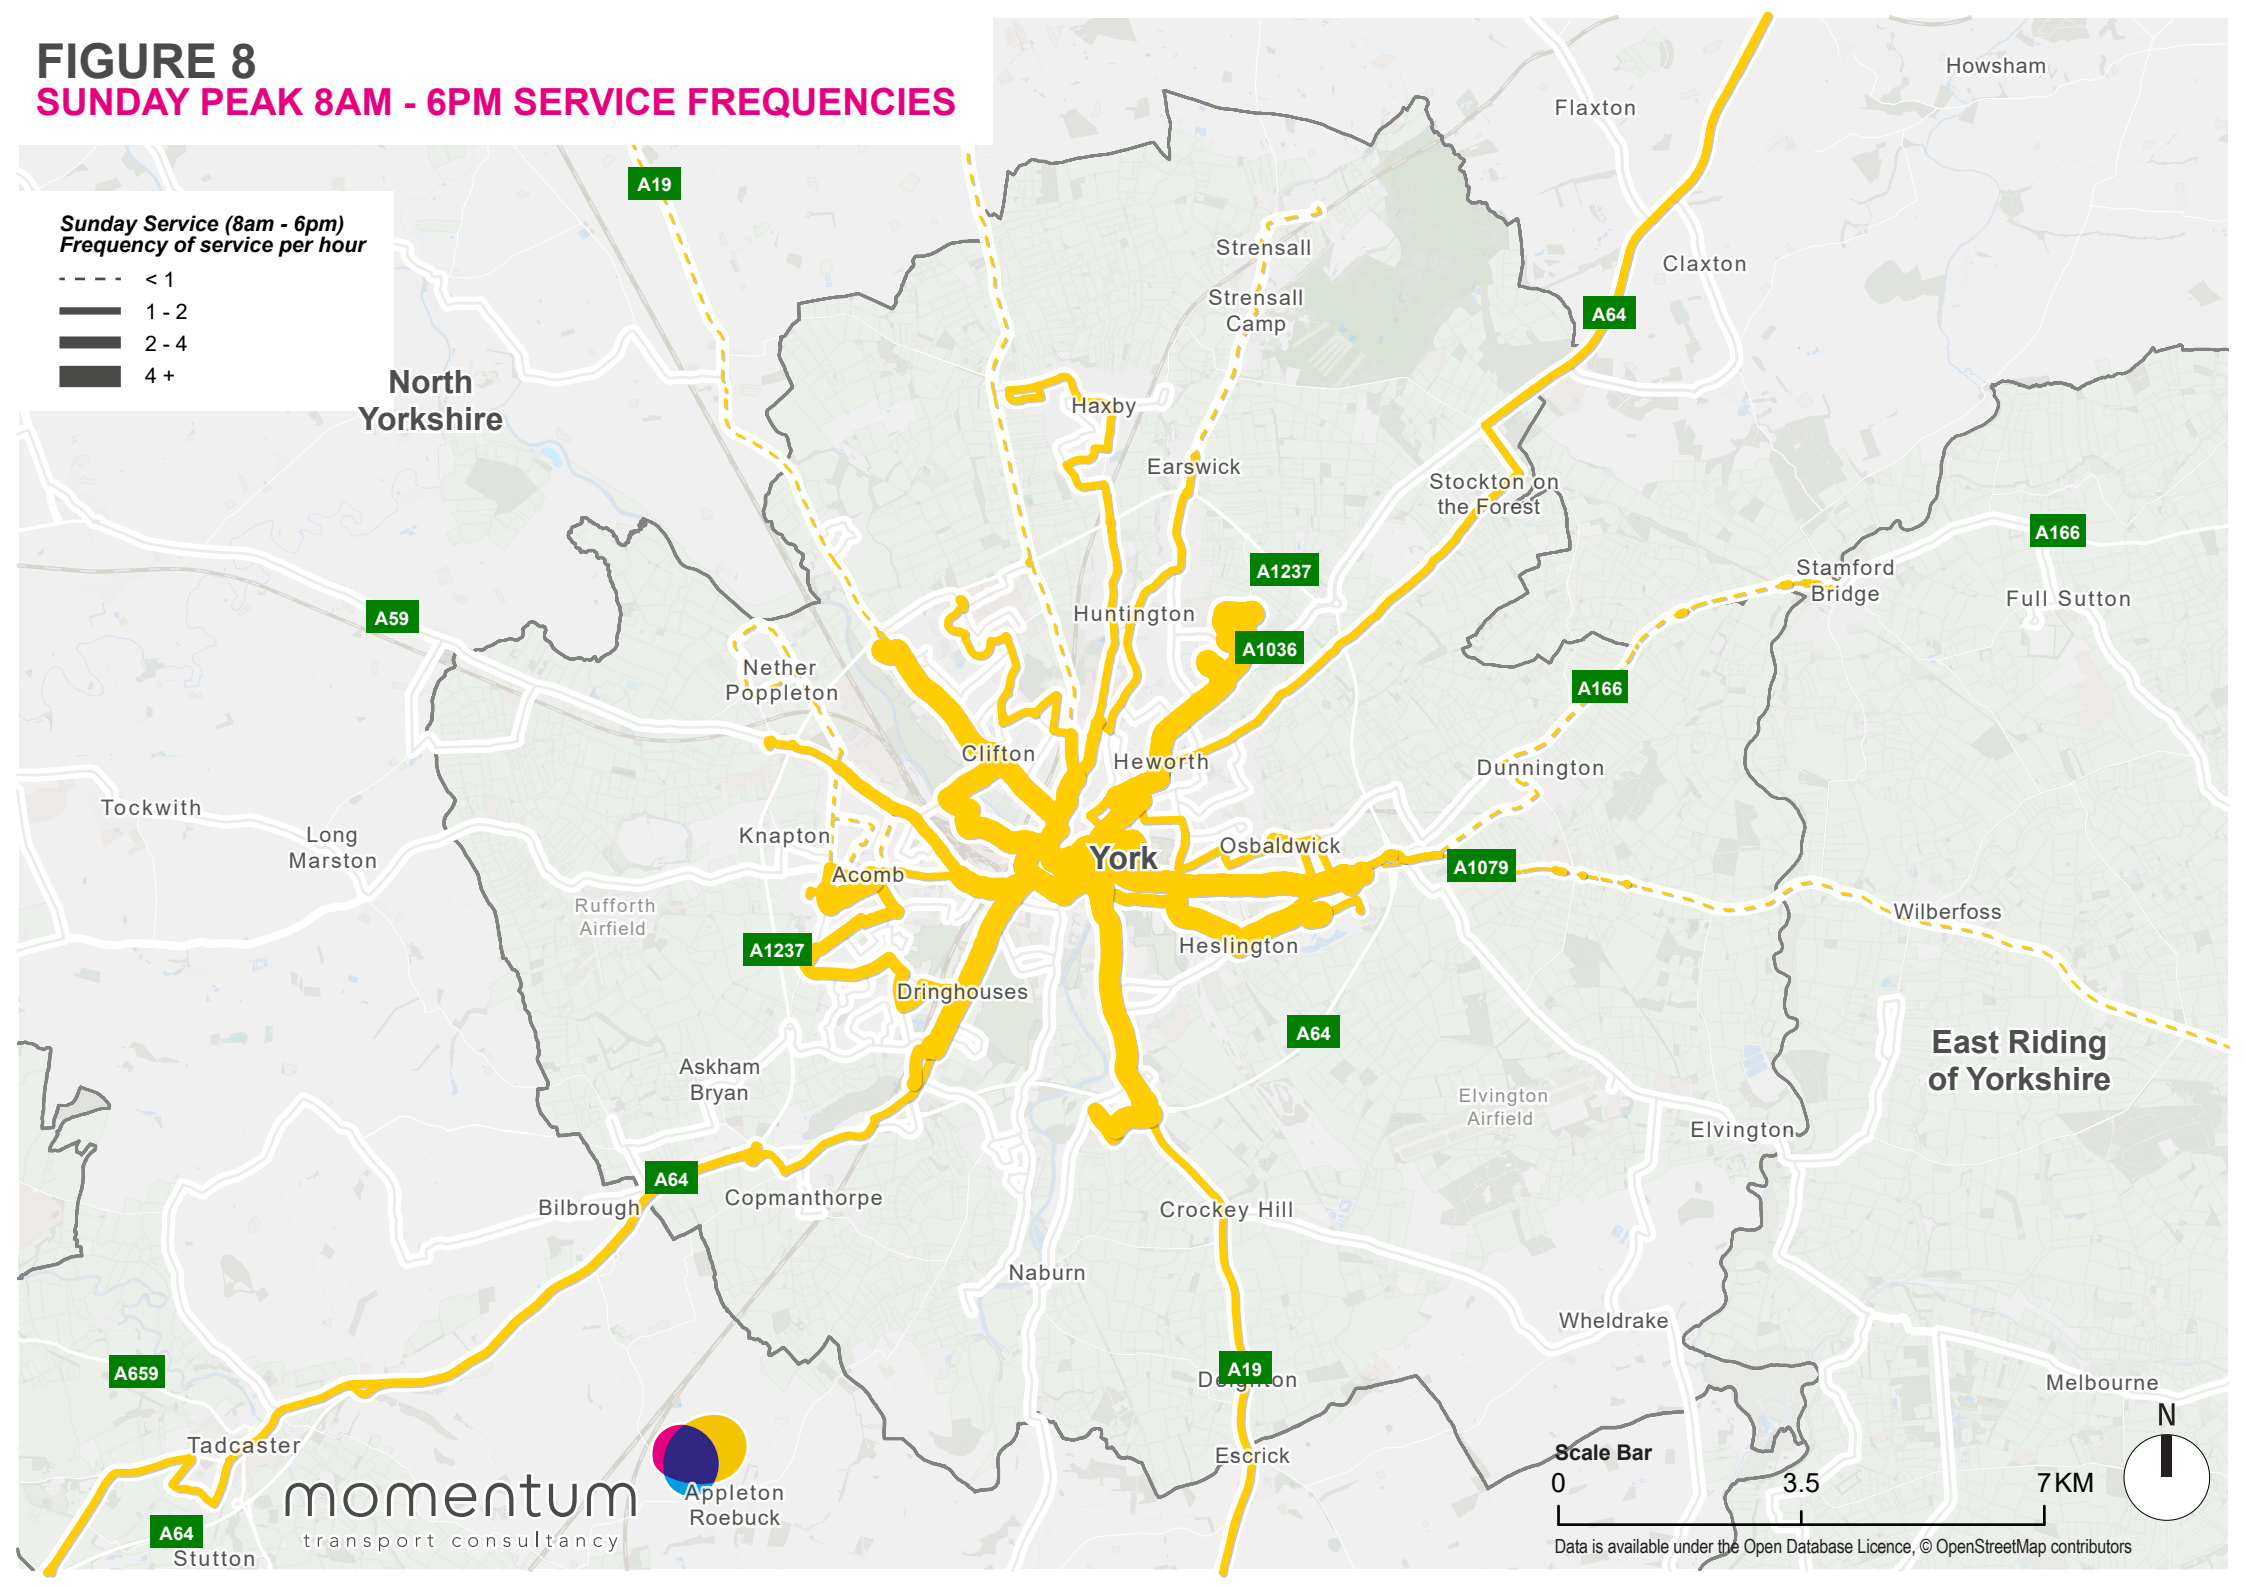 FIGURE 8
SUNDAY PEAK 8AM - 6PM SERVICE FREQUENCIES
Sunday Service (8am - 6pm)
Frequency of service per hour
< 1
1 - 2
2 - 4
4 +
North
Yorkshire
A19
Howsham
Flaxton
Claxton
A64
Strensall
Strensall
Camp
Haxby
Earswick
Stockton on
the Forest
A166
Stamford
Bridge
Full Sutton
A1237
A59
Huntington
A1036
Nether
Poppleton
A166
Clifton
Heworth
Dunnington
Tockwith
Long
Marston
Knapton
Osbaldwick
York
Acomb
A1079
Rufforth
Airfield
Wilberfoss
A1237
Heslington
Dringhouses
A64
East Riding
of Yorkshire
Askham
Bryan
Elvington
Airfield
Elvington
A64
Copmanthorpe
Bilbrough
Crockey Hill
Naburn
Wheldrake
A659
A19
Deighton
Melbourne
Tadcaster
Escrick
momentum
transport consultancy
Appleton
Roebuck
A64
Stutton
N
Scale Bar
0 3.5 7 KM
Data is available under the Open Database Licence, © OpenStreetMap contributors